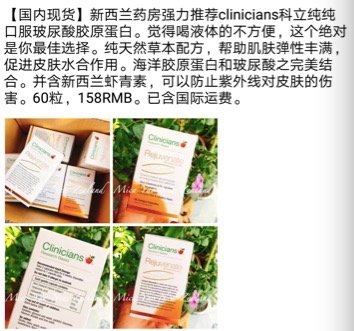 【国内现货】新西兰药房强力推荐clinicians科立纯纯
口服玻尿酸胶原蛋白。觉得喝液体的不方便，这个绝对
是你最佳选择。纯天然草本配方，帮助肌肤弹性丰满，
促进皮肤水合作用。海洋胶原蛋白和玻尿酸之完美结
合。并含新西兰虾青素，可以防止紫外线对皮肤的伤
害。60粒，158RMB。已含国际运费。
Clinicians
Rejuvenate
Clinicians
Clinicians
Rejuvenate